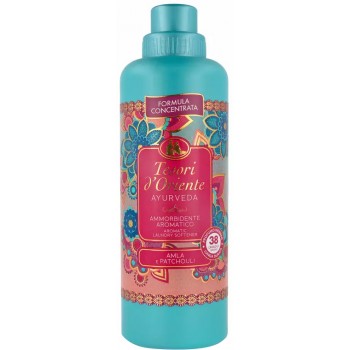 FORMULA
CONCENTRATA
Tesori
d'Oriente
AYURVEDA
AMMORBIDENTE
AROMATICO
AROMATIC
LAUNDRY SOFTENER
38
AMLA
e PATCHOULI